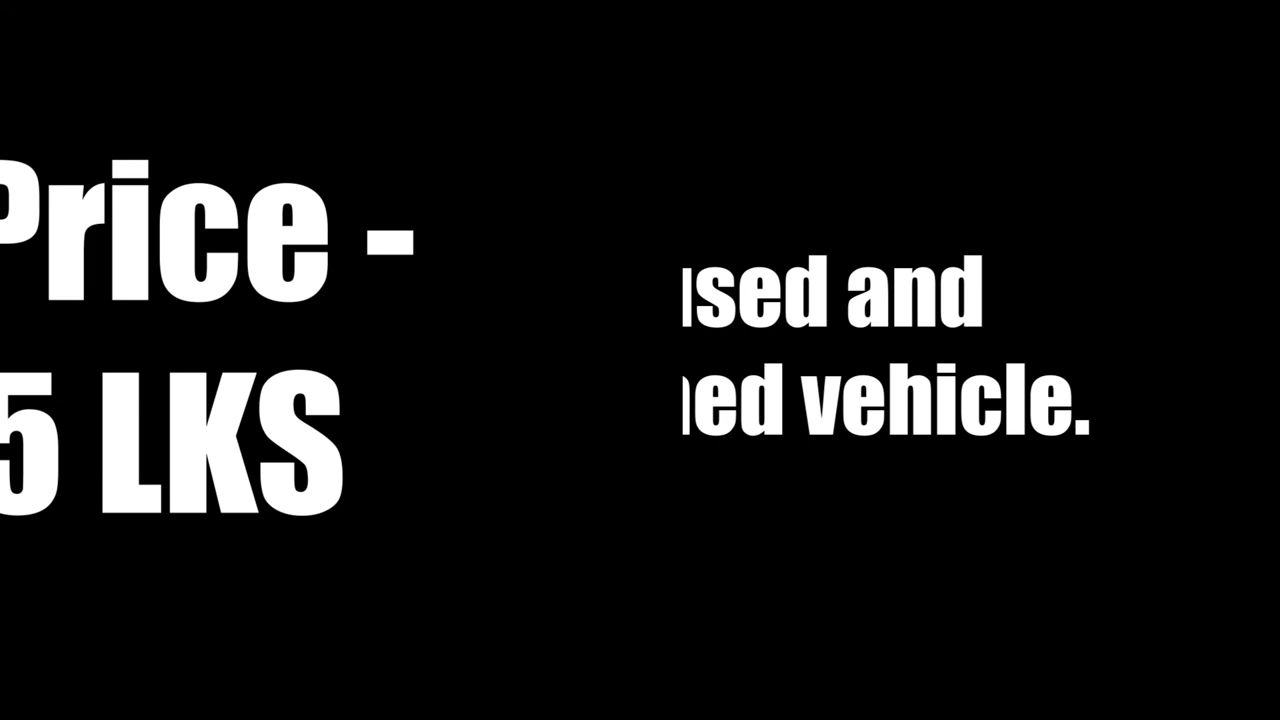 Price -
5 LKS
sed and
ed vehicle.